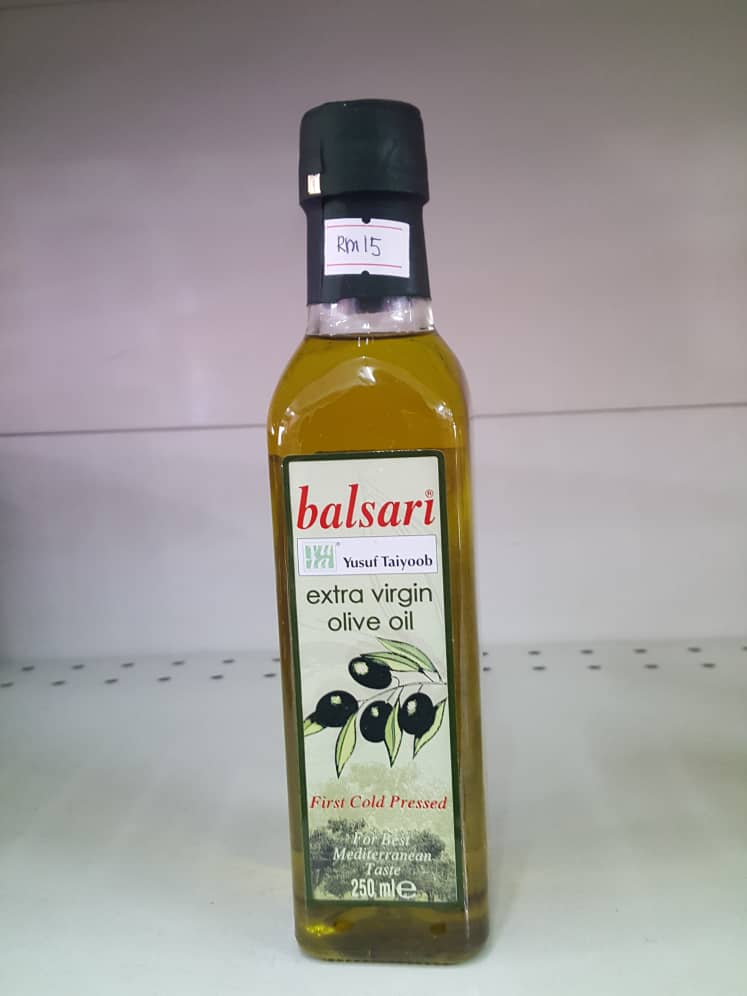 RM15
balsari®
Yusuf Taiyoob
extra virgin
olive oil
First Cold Pressed
For Best
Mediterranean
Taste
250 ml℮